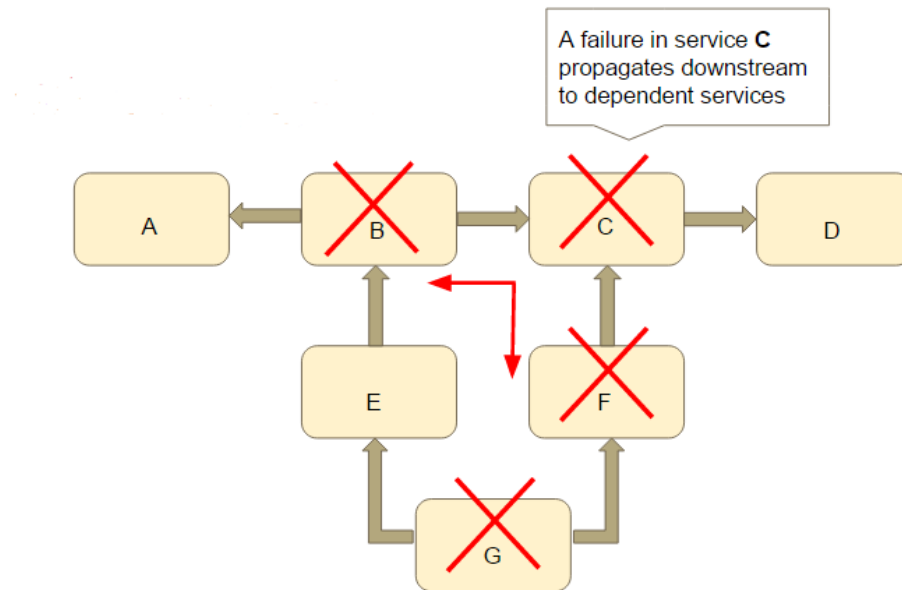 A failure in service C
propagates downstream
to dependent services
A
B
C
D
E
F
G